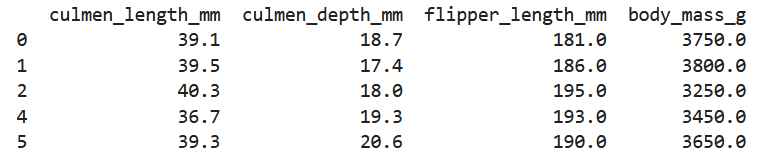 culmen_length_mm culmen_depth_mm flipper_length_mm body_mass_g
0 39.1 18.7 181.0 3750.0
1 39.5 17.4 186.0 3800.0
2 40.3 18.0 195.0 3250.0
4 36.7 19.3 193.0 3450.0
5 39.3 20.6 190.0 3650.0